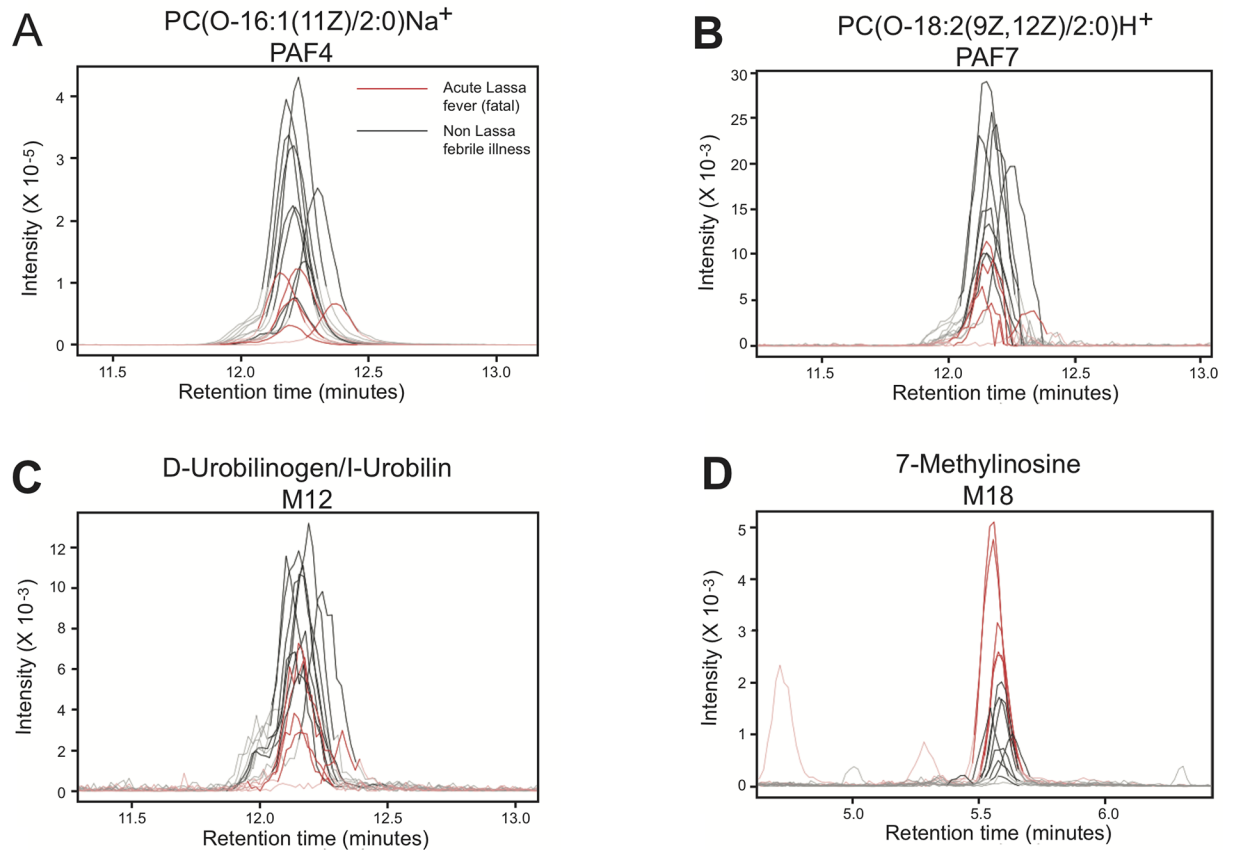 A
PC(O-16:1(11Z)/2:0)Na+
PAF4
Acute Lassa
fever (fatal)
Non Lassa
febrile illness
Intensity (X 10-5)
4
3
2
1
0
11.5 12.0 12.5 13.0
Retention time (minutes)
B
PC(O-18:2(9Z,12Z)/2:0)H+
PAF7
Intensity (X 10-3)
30
25
20
15
10
5
0
11.5 12.0 12.5 13.0
Retention time (minutes)
C
D-Urobilinogen/I-Urobilin
M12
Intensity (X 10-3)
12
10
8
6
4
2
0
11.5 12.0 12.5 13.0
Retention time (minutes)
D
7-Methylinosine
M18
Intensity (X 10-3)
5
4
3
2
1
0
5.0 5.5 6.0
Retention time (minutes)